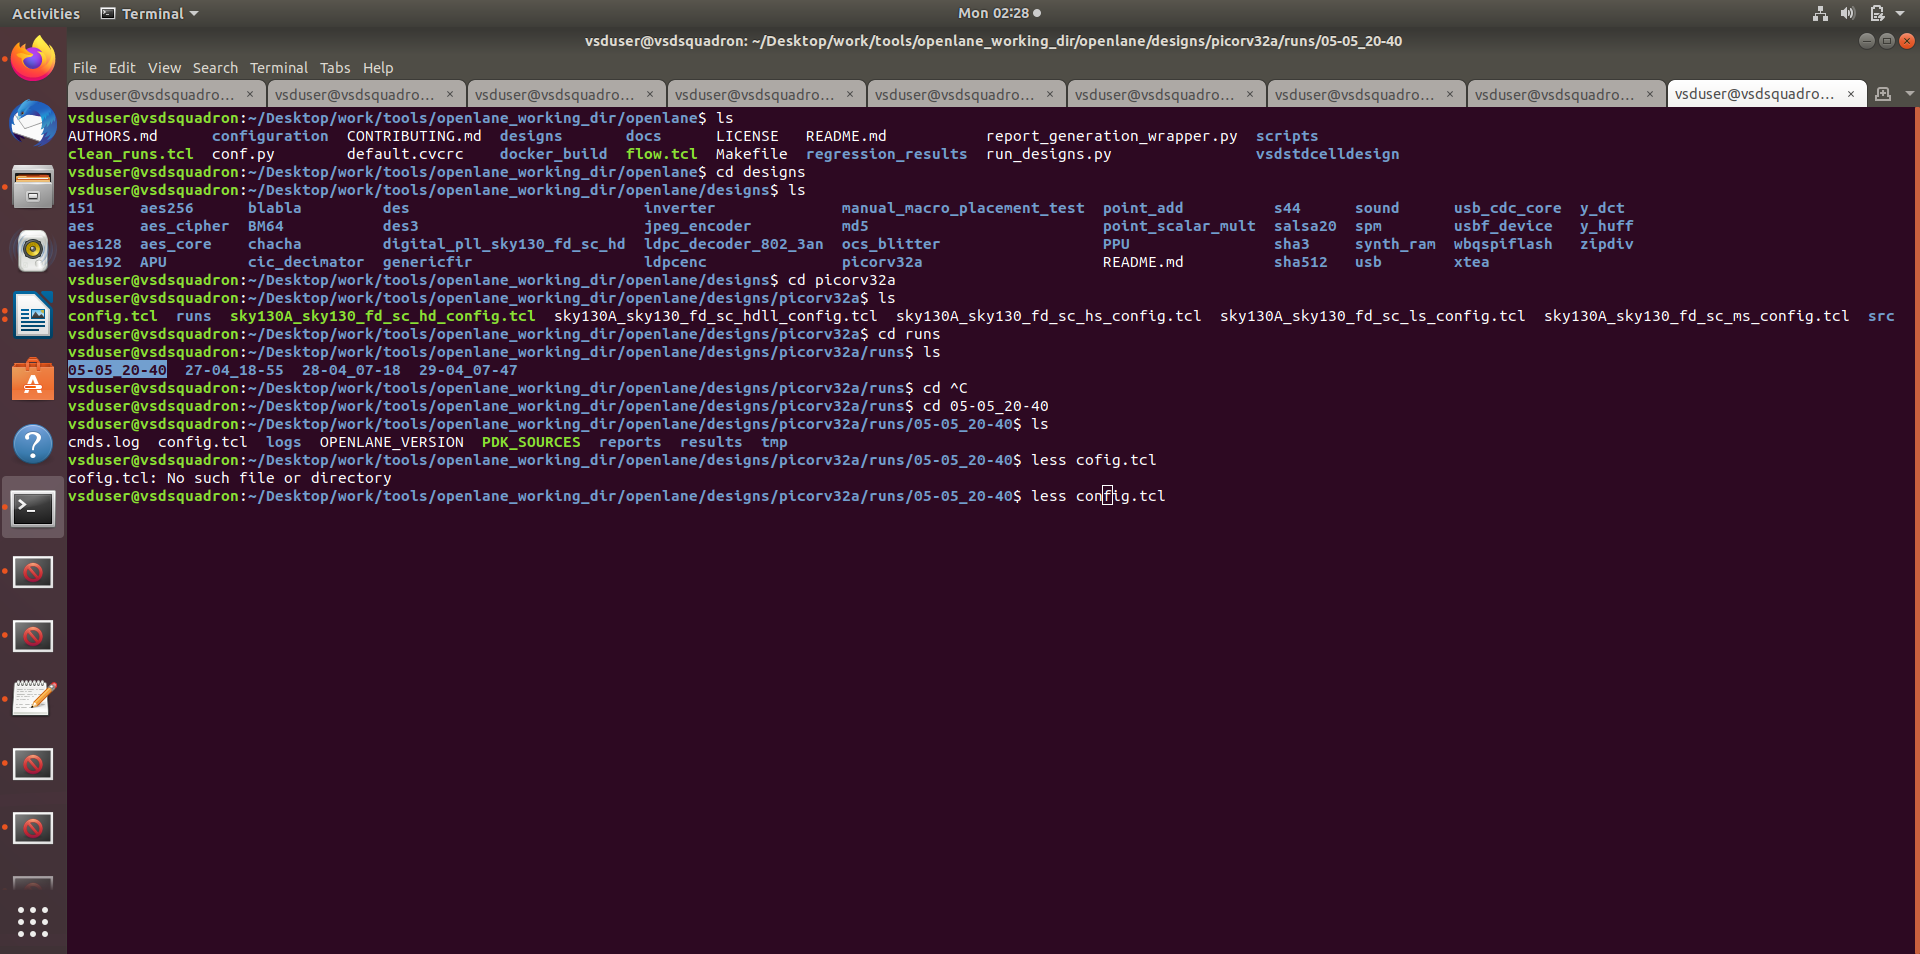 Activities Terminal Mon 02:28
vsduser@vsdsquadron: ~/Desktop/work/tools/openlane_working_dir/openlane/designs/picorv32a/runs/05-05_20-40
File Edit View Search Terminal Tabs Help
vsduser@vsdsquadro... × vsduser@vsdsquadro... × vsduser@vsdsquadro... × vsduser@vsdsquadro... × vsduser@vsdsquadro... × vsduser@vsdsquadro... × vsduser@vsdsquadro... × vsduser@vsdsquadro... × vsduser@vsdsquadro... ×
vsduser@vsdsquadron:~/Desktop/work/tools/openlane_working_dir/openlane$ ls
AUTHORS.md configuration CONTRIBUTING.md designs docs LICENSE README.md report_generation_wrapper.py scripts
clean_runs.tcl conf.py default.cvcrc docker_build flow.tcl Makefile regression_results run_designs.py vsdstdcelldesign
vsduser@vsdsquadron:~/Desktop/work/tools/openlane_working_dir/openlane$ cd designs
vsduser@vsdsquadron:~/Desktop/work/tools/openlane_working_dir/openlane/designs$ ls
151 aes256 blabla des inverter manual_macro_placement_test point_add s44 sound usb_cdc_core y_dct
aes aes_cipher BM64 des3 jpeg_encoder md5 point_scalar_mult salsa20 spm usbf_device y_huff
aes128 aes_core chacha digital_pll_sky130_fd_sc_hd ldpc_decoder_802_3an ocs_blitter PPU sha3 synth_ram wbqspiflash zipdiv
aes192 APU cic_decimator genericfir ldpcenc picorv32a README.md sha512 usb xtea
vsduser@vsdsquadron:~/Desktop/work/tools/openlane_working_dir/openlane/designs$ cd picorv32a
vsduser@vsdsquadron:~/Desktop/work/tools/openlane_working_dir/openlane/designs/picorv32a$ ls
config.tcl runs sky130A_sky130_fd_sc_hd_config.tcl sky130A_sky130_fd_sc_hdll_config.tcl sky130A_sky130_fd_sc_hs_config.tcl sky130A_sky130_fd_sc_ls_config.tcl sky130A_sky130_fd_sc_ms_config.tcl src
vsduser@vsdsquadron:~/Desktop/work/tools/openlane_working_dir/openlane/designs/picorv32a$ cd runs
vsduser@vsdsquadron:~/Desktop/work/tools/openlane_working_dir/openlane/designs/picorv32a/runs$ ls
05-05_20-40 27-04_18-55 28-04_07-18 29-04_07-47
vsduser@vsdsquadron:~/Desktop/work/tools/openlane_working_dir/openlane/designs/picorv32a/runs$ cd ^C
vsduser@vsdsquadron:~/Desktop/work/tools/openlane_working_dir/openlane/designs/picorv32a/runs$ cd 05-05_20-40
vsduser@vsdsquadron:~/Desktop/work/tools/openlane_working_dir/openlane/designs/picorv32a/runs/05-05_20-40$ ls
cmds.log config.tcl logs OPENLANE_VERSION PDK_SOURCES reports results tmp
vsduser@vsdsquadron:~/Desktop/work/tools/openlane_working_dir/openlane/designs/picorv32a/runs/05-05_20-40$ less cofig.tcl
cofig.tcl: No such file or directory
vsduser@vsdsquadron:~/Desktop/work/tools/openlane_working_dir/openlane/designs/picorv32a/runs/05-05_20-40$ less config.tcl